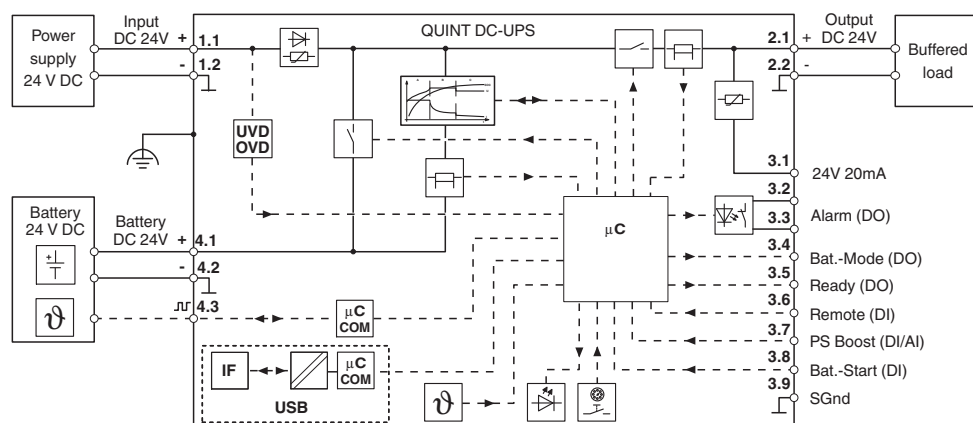 Power
supply
24 V DC
Input
DC 24V
+ 1.1
- 1.2
QUINT DC-UPS
2.1 +
2.2 -
Output
DC 24V
Buffered
load
UVD
OVD
3.1
24V 20mA
3.2
3.3
Alarm (DO)
3.4
Bat.-Mode (DO)
3.5
Ready (DO)
3.6
Remote (DI)
3.7
PS Boost (DI/AI)
3.8
Bat.-Start (DI)
3.9
SGnd
µC
Battery
24 V DC
+
ϑ
Battery
DC 24V
+ 4.1
- 4.2
4.3
µC
COM
IF
µC
COM
USB
ϑ